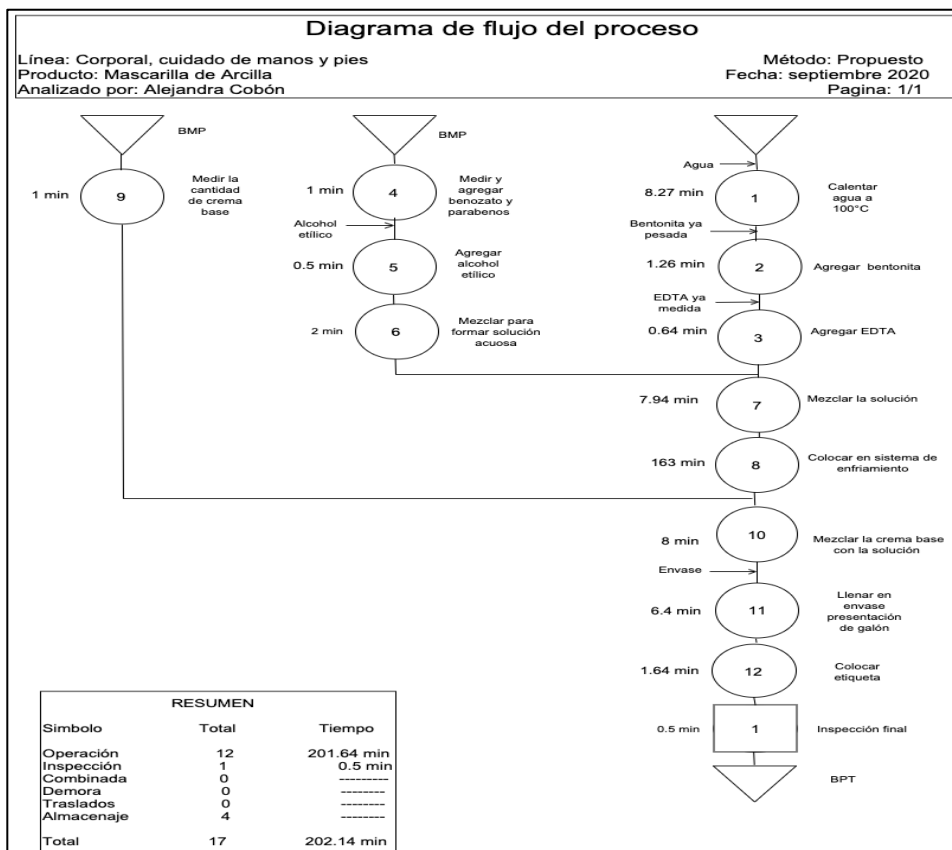 Diagrama de flujo del proceso
Línea: Corporal, cuidado de manos y pies
Producto: Mascarilla de Arcilla
Analizado por: Alejandra Cobón
Método: Propuesto
Fecha: septiembre 2020
Pagina: 1/1
BMP
1 min
9
Medir la
cantidad
de crema
base
BMP
1 min
4
Medir y
agregar
benozato y
parabenos
Alcohol
etílico
0.5 min
5
Agregar
alcohol
etílico
2 min
6
Mezclar para
formar solución
acuosa
Agua
8.27 min
1
Calentar
agua a
100°C
Bentonita ya
pesada
1.26 min
2
Agregar bentonita
EDTA ya
medida
0.64 min
3
Agregar EDTA
7.94 min
7
Mezclar la solución
163 min
8
Colocar en sistema de
enfriamiento
8 min
10
Mezclar la crema base
con la solución
Envase
6.4 min
11
Llenar en
envase
presentación
de galón
1.64 min
12
Colocar
etiqueta
0.5 min
1
Inspección final
BPT
RESUMEN
Simbolo Total Tiempo
Operación 12 201.64 min
Inspección 1 0.5 min
Combinada 0 ---------
Demora 0 --------
Traslados 0 --------
Almacenaje 4 --------
Total 17 202.14 min